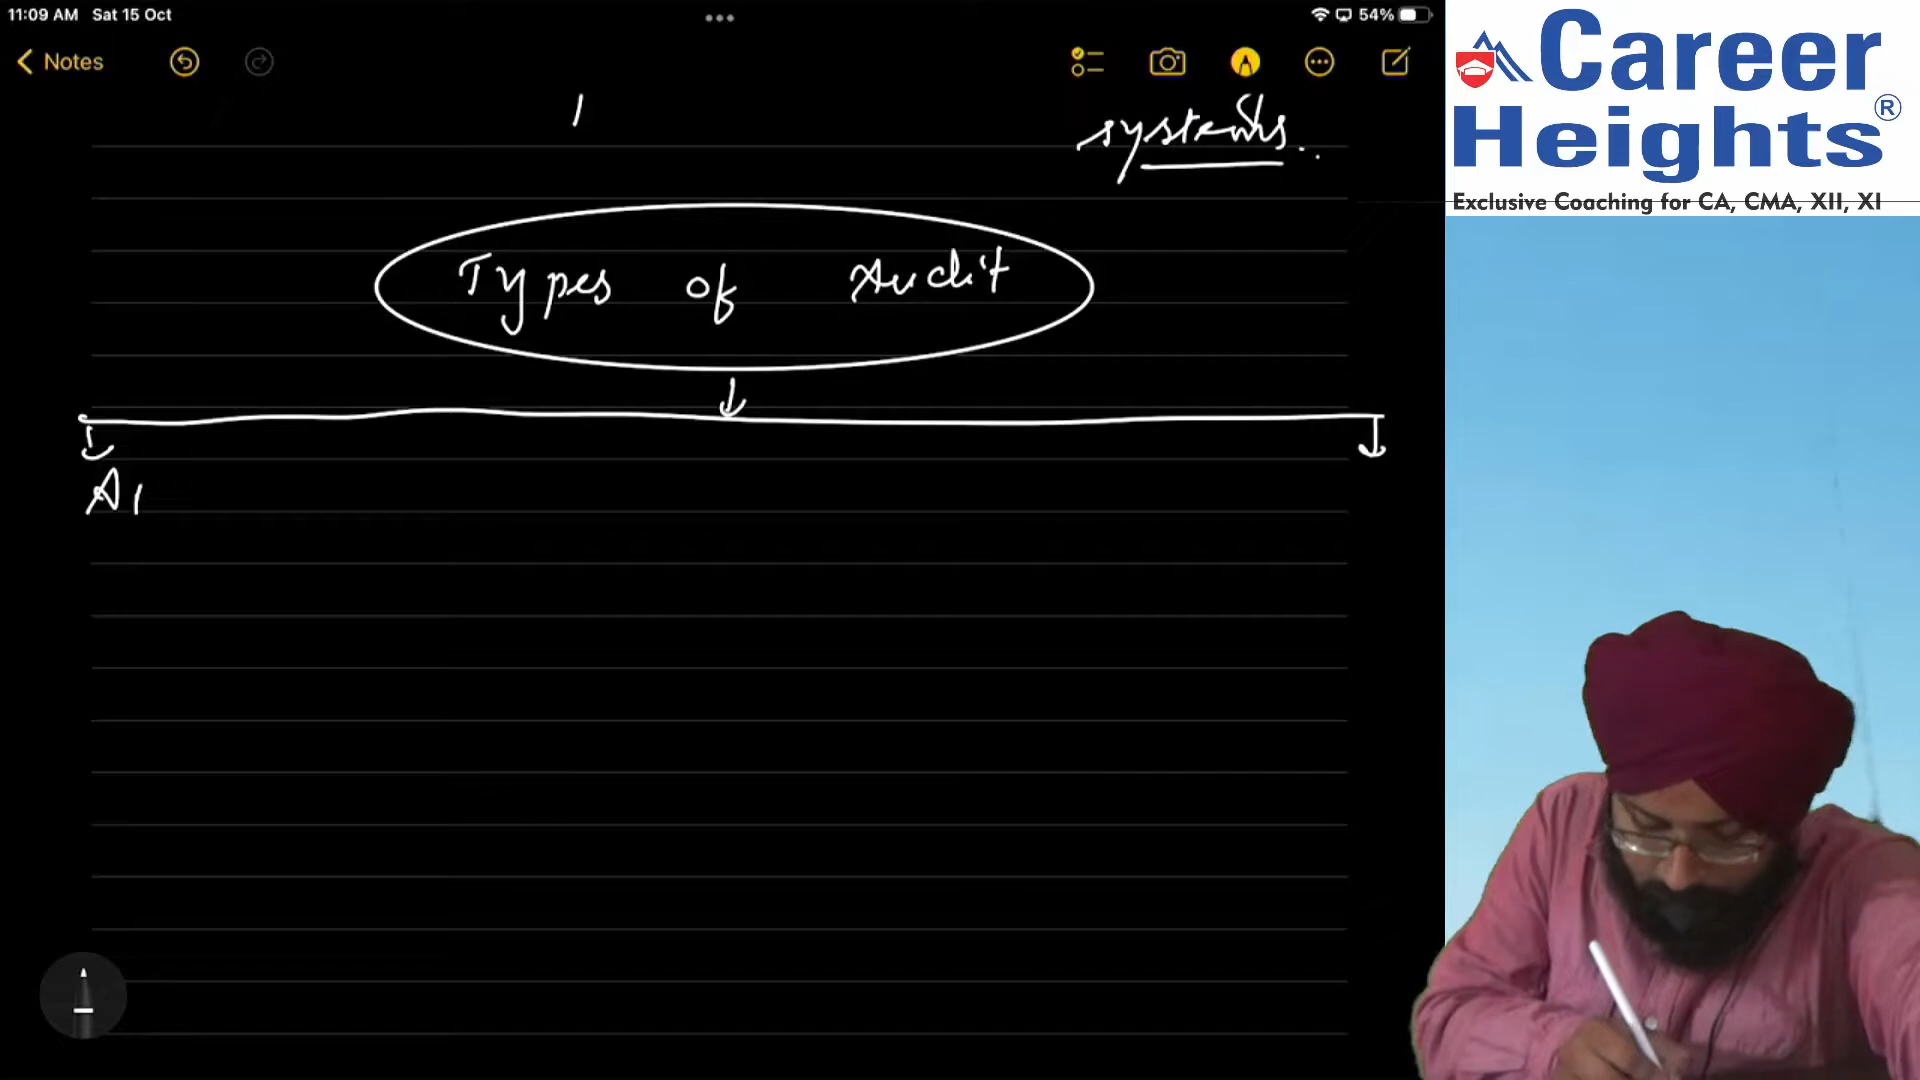 11:09 AM Sat 15 Oct
54%
Notes
systems..
Types of Audit
Career
Heights®
Exclusive Coaching for CA, CMA, XII, XI